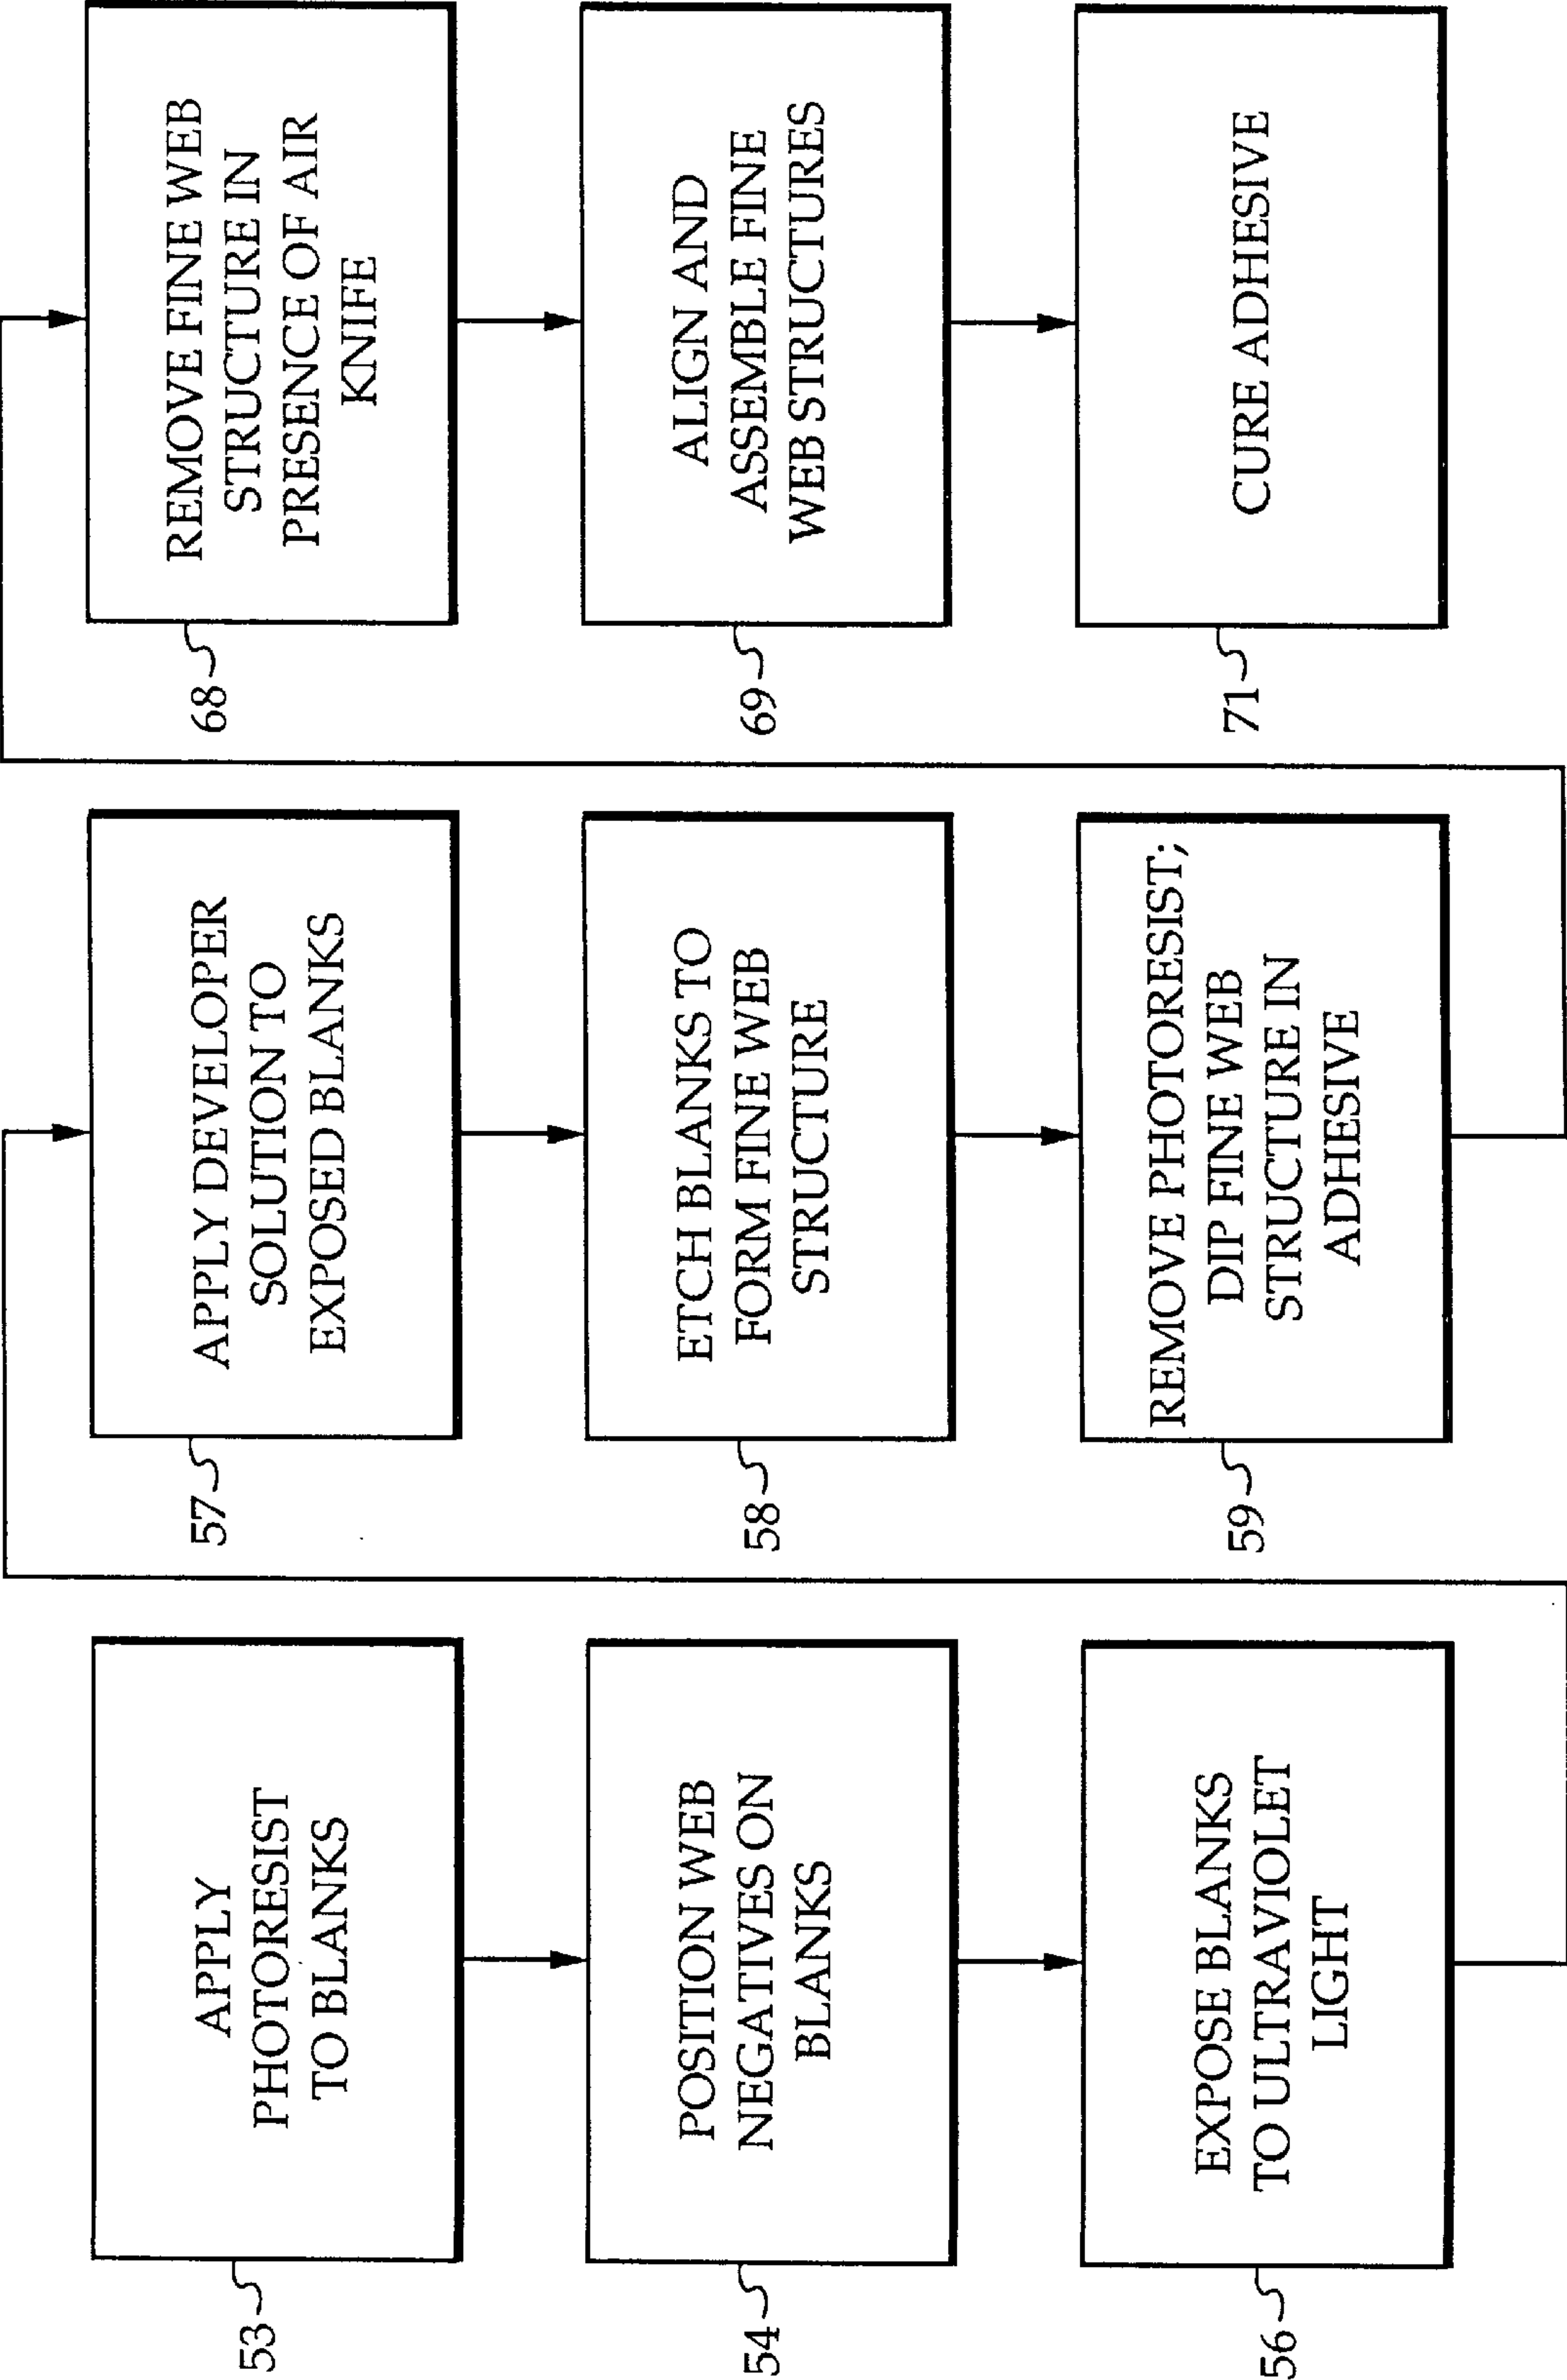 53
APPLY
PHOTORESIST
TO BLANKS
54
POSITION WEB
NEGATIVES ON
BLANKS
56
EXPOSE BLANKS
TO ULTRAVIOLET
LIGHT
57
APPLY DEVELOPER
SOLUTION TO
EXPOSED BLANKS
58
ETCH BLANKS TO
FORM FINE WEB
STRUCTURE
59
REMOVE PHOTORESIST;
DIP FINE WEB
STRUCTURE IN
ADHESIVE
68
REMOVE FINE WEB
STRUCTURE IN
PRESENCE OF AIR
KNIFE
69
ALIGN AND
ASSEMBLE FINE
WEB STRUCTURES
71
CURE ADHESIVE